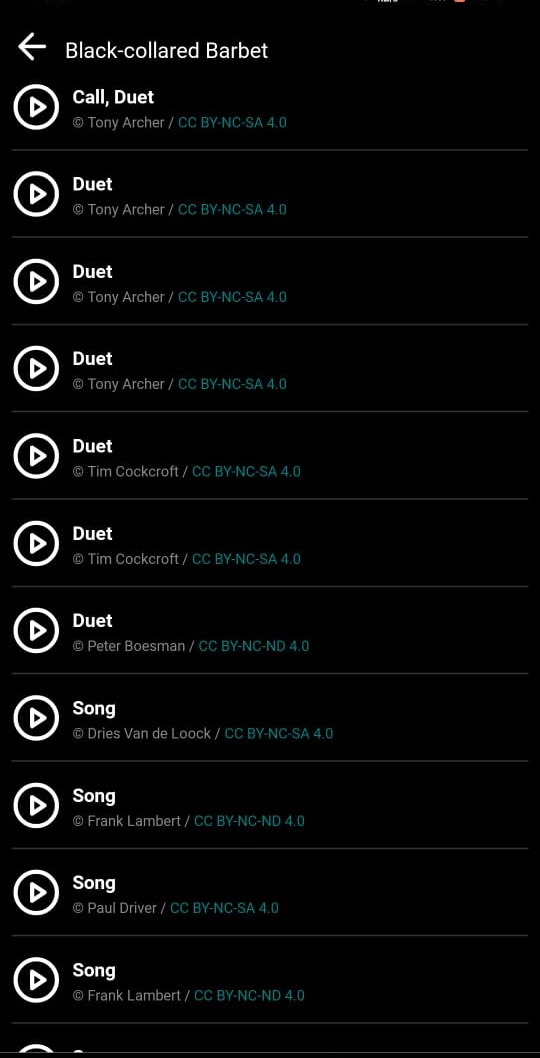 Black-collared Barbet
Call, Duet
© Tony Archer / CC BY-NC-SA 4.0
Duet
© Tony Archer / CC BY-NC-SA 4.0
Duet
© Tony Archer / CC BY-NC-SA 4.0
Duet
© Tony Archer / CC BY-NC-SA 4.0
Duet
© Tim Cockcroft / CC BY-NC-SA 4.0
Duet
© Tim Cockcroft / CC BY-NC-SA 4.0
Duet
© Peter Boesman / CC BY-NC-ND 4.0
Song
© Dries Van de Loock / CC BY-NC-SA 4.0
Song
© Frank Lambert / CC BY-NC-ND 4.0
Song
© Paul Driver / CC BY-NC-SA 4.0
Song
© Frank Lambert / CC BY-NC-ND 4.0